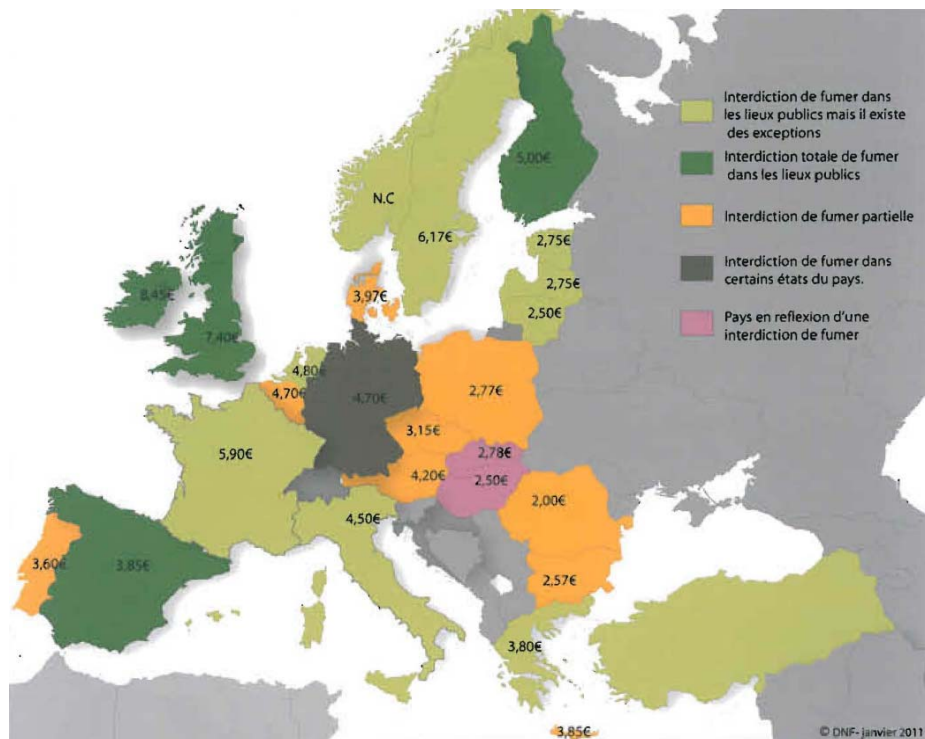 Interdiction de fumer dans
les lieux publics mais il existe
des exceptions
Interdiction totale de fumer
dans les lieux publics
Interdiction de fumer partielle
Interdiction de fumer dans
certains états du pays.
Pays en reflexion d'une
interdiction de fumer
5,00€
N.C
6,17€
2,75€
2,75€
2,50€
3,97€
8,45€
7,40€
4,80€
4,70€
4,70€
2,77€
3,15€
2,78€
5,90€
4,20€
2,50€
4,50€
2,00€
3,60€
3,85€
2,57€
3,80€
3,85€
© DNF- janvier 2011